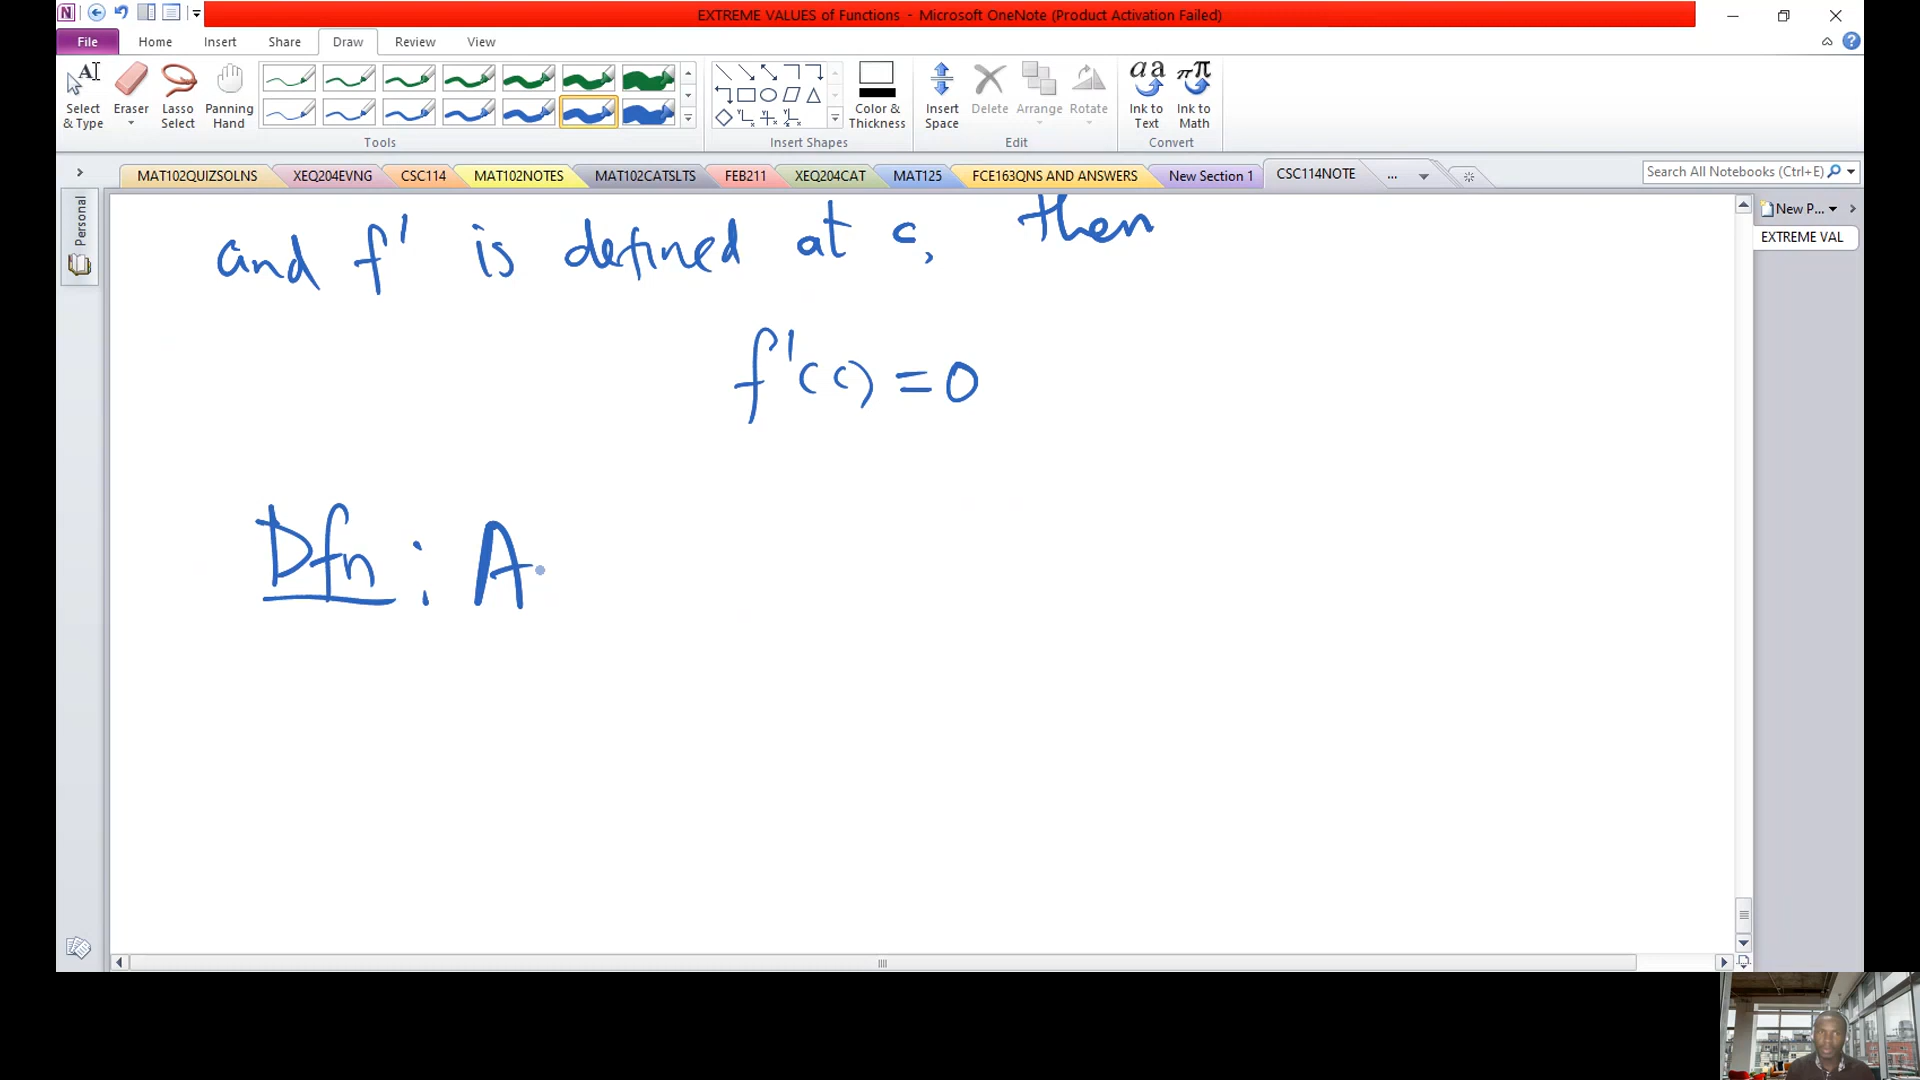 EXTREME VALUES of Functions - Microsoft OneNote (Product Activation Failed)
File Home Insert Share Draw Review View
Select & Type Eraser Lasso Select Panning Hand Color & Thickness Insert Space Delete Arrange Rotate Ink to Text Ink to Math
Tools Insert Shapes Edit Convert
MAT102QUIZSOLNS XEQ204EVNG CSC114 MAT102NOTES MAT102CATSLTS FEB211 XEQ204CAT MAT125 FCE163QNS AND ANSWERS New Section 1 CSC114NOTE ... Search All Notebooks (Ctrl+E)
Personal
New P...
EXTREME VAL
and f' is defined at c, then
f'(c) = 0
Dfn : A